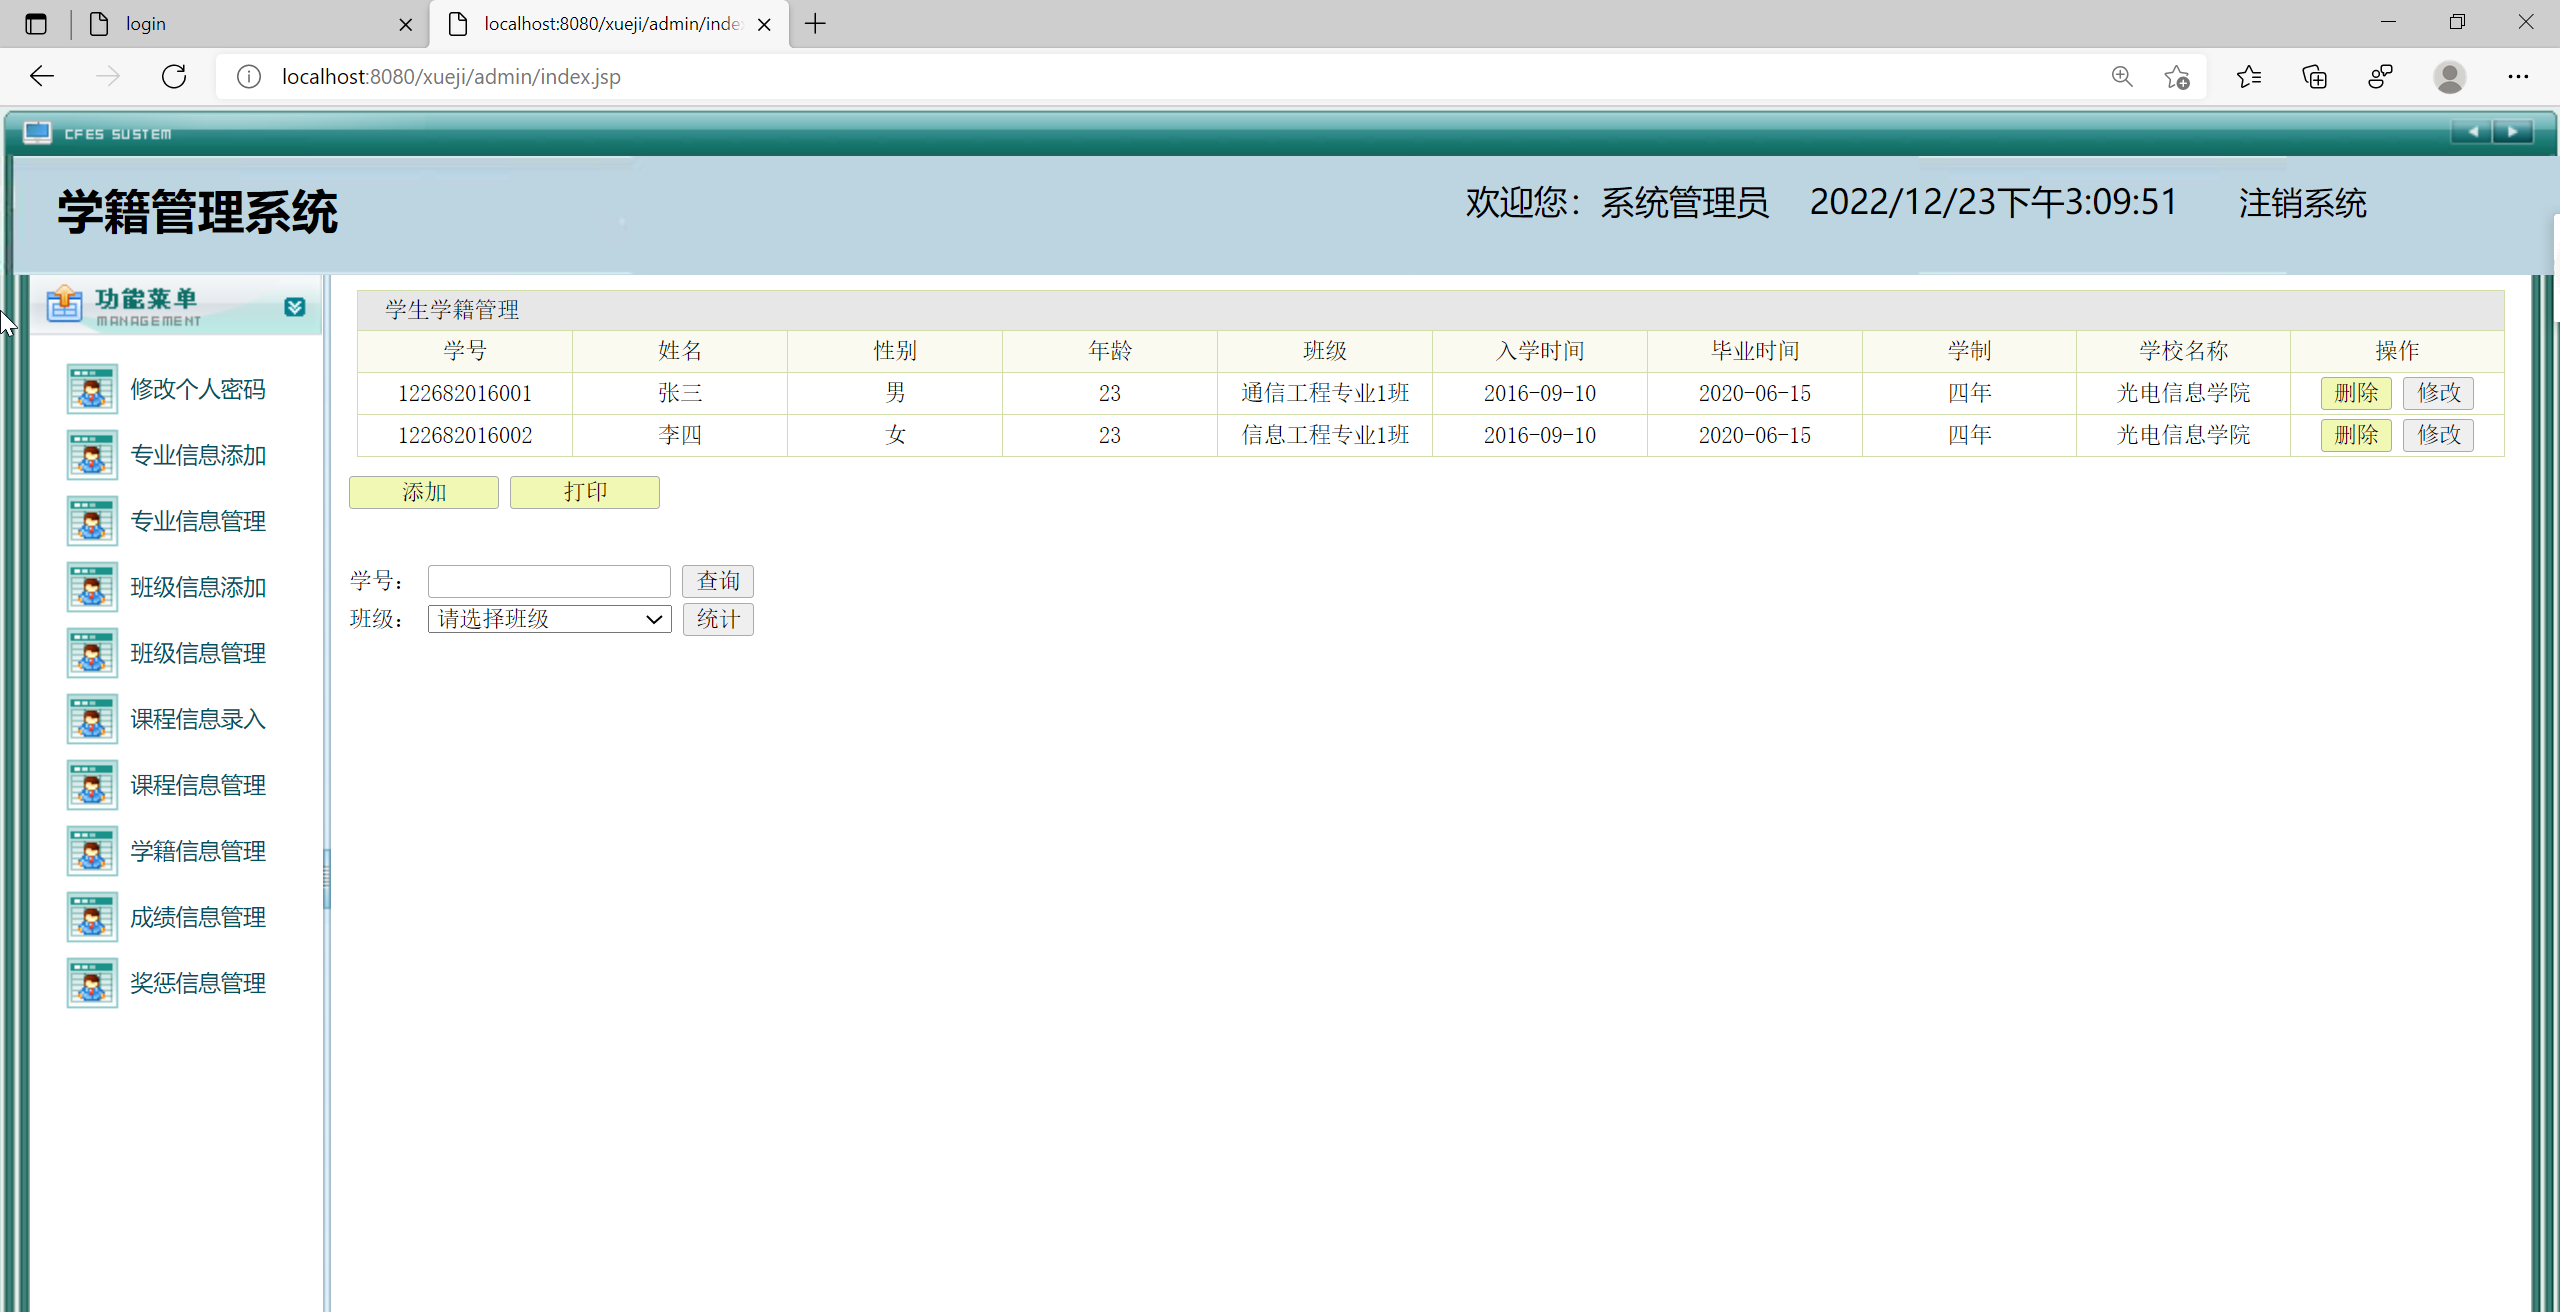 login
localhost:8080/xueji/admin/inde
localhost:8080/xueji/admin/index.jsp
CFES SUSTEM
学籍管理系统
欢迎您：系统管理员 2022/12/23下午3:09:51 注销系统
功能菜单
MANAGEMENT
修改个人密码
专业信息添加
专业信息管理
班级信息添加
班级信息管理
课程信息录入
课程信息管理
学籍信息管理
成绩信息管理
奖惩信息管理
学生学籍管理
学号 姓名 性别 年龄 班级 入学时间 毕业时间 学制 学校名称 操作
122682016001 张三 男 23 通信工程专业1班 2016-09-10 2020-06-15 四年 光电信息学院 删除 修改
122682016002 李四 女 23 信息工程专业1班 2016-09-10 2020-06-15 四年 光电信息学院 删除 修改
添加 打印
学号： 查询
班级： 请选择班级 统计